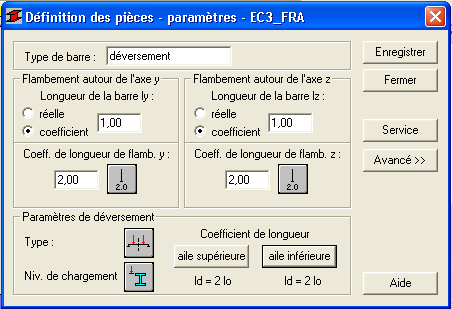 Définition des pièces - paramètres - EC3_FRA
Type de barre : déversement
Enregistrer
Fermer
Service
Avancé >>
Aide
Flambement autour de l'axe y
Longueur de la barre ly :
réelle
coefficient
1,00
Coeff. de longueur de flamb. y :
2,00
2.0
Flambement autour de l'axe z
Longueur de la barre lz :
réelle
coefficient
1,00
Coeff. de longueur de flamb. z :
2,00
2.0
Paramètres de déversement
Type :
Niv. de chargement
Coefficient de longueur
aile supérieure
aile inférieure
ld = 2 lo
ld = 2 lo